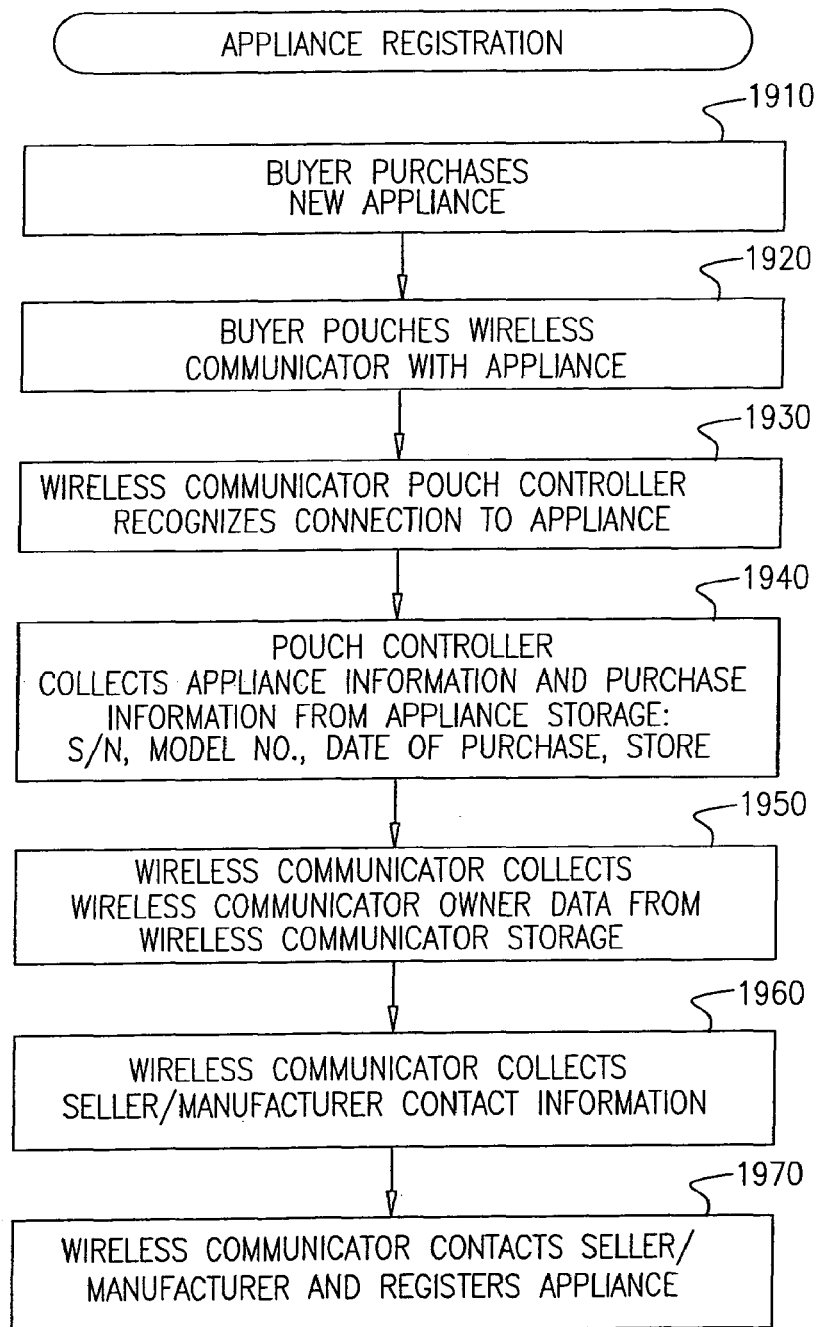 APPLIANCE REGISTRATION
1910
BUYER PURCHASES
NEW APPLIANCE
1920
BUYER POUCHES WIRELESS
COMMUNICATOR WITH APPLIANCE
1930
WIRELESS COMMUNICATOR POUCH CONTROLLER
RECOGNIZES CONNECTION TO APPLIANCE
1940
POUCH CONTROLLER
COLLECTS APPLIANCE INFORMATION AND PURCHASE
INFORMATION FROM APPLIANCE STORAGE:
S/N, MODEL NO., DATE OF PURCHASE, STORE
1950
WIRELESS COMMUNICATOR COLLECTS
WIRELESS COMMUNICATOR OWNER DATA FROM
WIRELESS COMMUNICATOR STORAGE
1960
WIRELESS COMMUNICATOR COLLECTS
SELLER/MANUFACTURER CONTACT INFORMATION
1970
WIRELESS COMMUNICATOR CONTACTS SELLER/
MANUFACTURER AND REGISTERS APPLIANCE